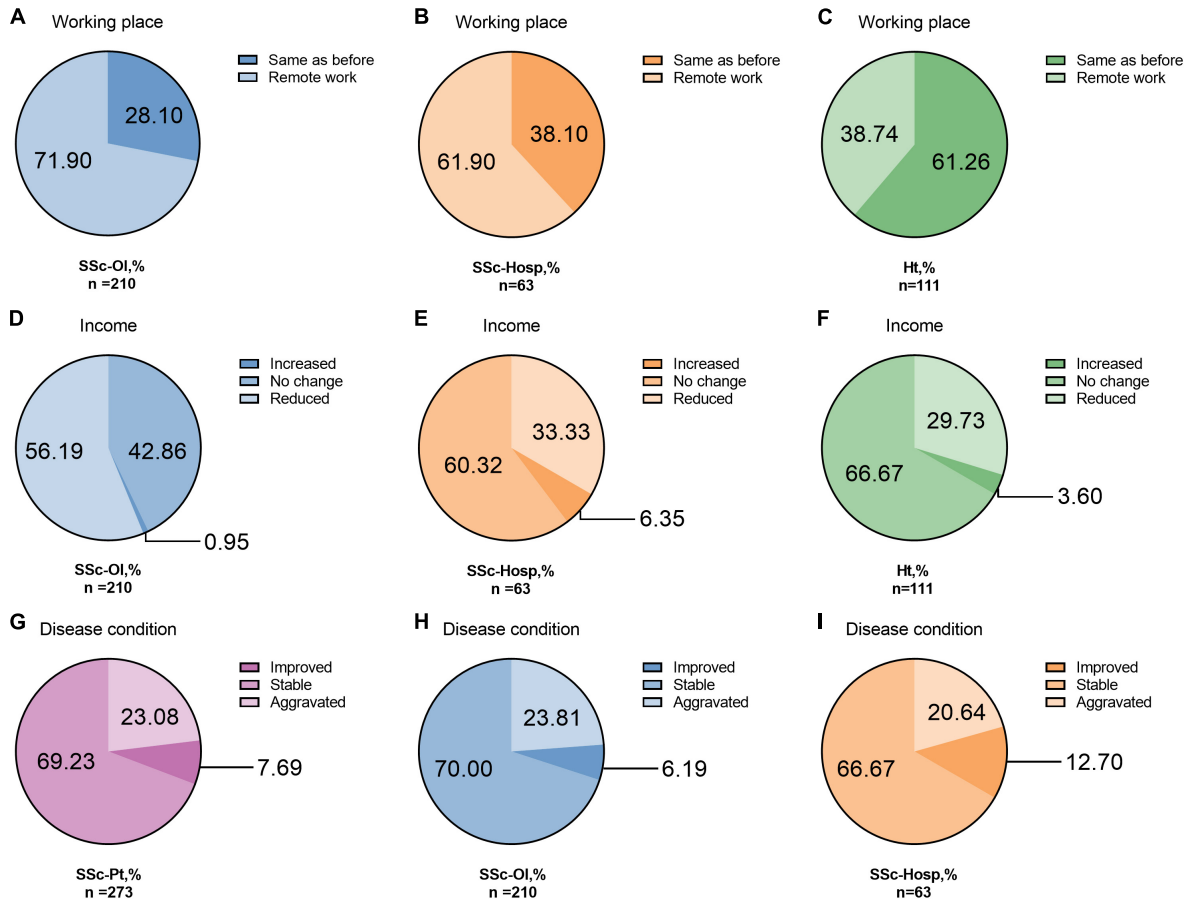 A Working place
Same as before
Remote work
28.10
71.90
SSc-OI,%
n =210
B Working place
Same as before
Remote work
38.10
61.90
SSc-Hosp,%
n=63
C Working place
Same as before
Remote work
38.74
61.26
Ht,%
n=111
D Income
Increased
No change
Reduced
56.19
42.86
0.95
SSc-OI,%
n =210
E Income
Increased
No change
Reduced
33.33
60.32
6.35
SSc-Hosp,%
n =63
F Income
Increased
No change
Reduced
29.73
66.67
3.60
Ht,%
n=111
G Disease condition
Improved
Stable
Aggravated
23.08
69.23
7.69
SSc-Pt,%
n =273
H Disease condition
Improved
Stable
Aggravated
23.81
70.00
6.19
SSc-OI,%
n =210
I Disease condition
Improved
Stable
Aggravated
20.64
66.67
12.70
SSc-Hosp,%
n=63